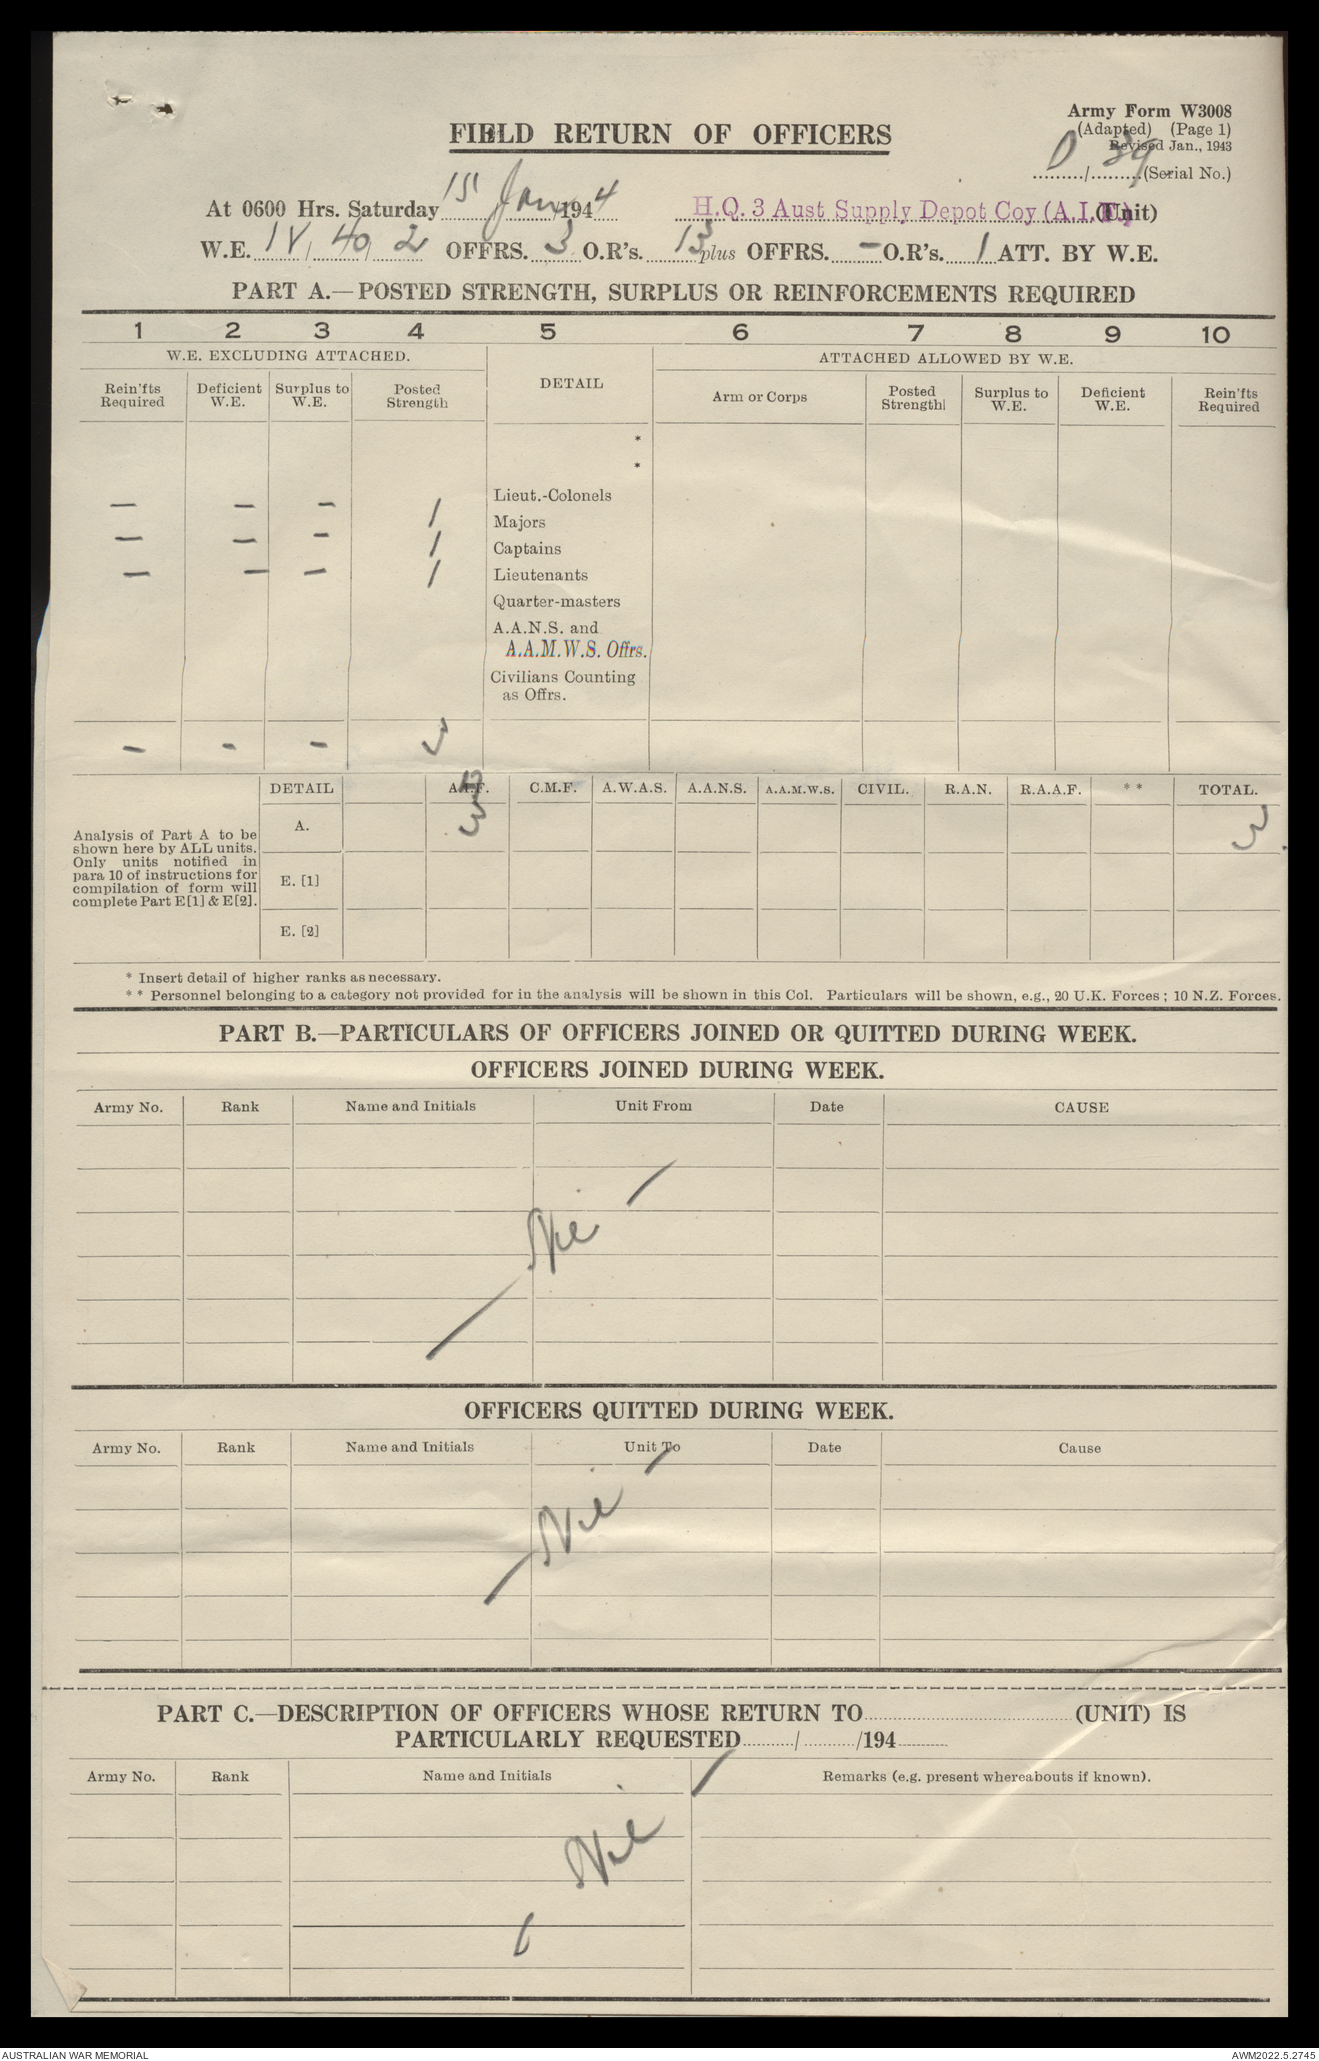 Army Form W3008
FIELD RETURN OF OFFICERS
(Adapted) (Page 1)
Revised Jan., 1943
D / 39 (Serial No.)
At 0600 Hrs. Saturday 1st Jan 1944 H.Q. 3 Aust Supply Depot Coy (A.I.F.) (Unit)
W.E. IV / 40 / 2 OFFRS. 3 O.R's. 13 plus OFFRS. — O.R's. 1 ATT. BY W.E.
PART A.—POSTED STRENGTH, SURPLUS OR REINFORCEMENTS REQUIRED
1 2 3 4 5 6 7 8 9 10
W.E. EXCLUDING ATTACHED. DETAIL ATTACHED ALLOWED BY W.E.
Rein'fts Required Deficient W.E. Surplus to W.E. Posted Strength Arm or Corps Posted Strength Surplus to W.E. Deficient W.E. Rein'fts Required
*
*
Lieut.-Colonels
— — — 1 Majors
— — — 1 Captains
— — — 1 Lieutenants
Quarter-masters
A.A.N.S. and
A.A.M.W.S. Offrs.
Civilians Counting
as Offrs.
— — — 3
DETAIL A.I.F. C.M.F. A.W.A.S. A.A.N.S. A.A.M.W.S. CIVIL. R.A.N. R.A.A.F. * * TOTAL.
A. 3 3
Analysis of Part A to be
shown here by ALL units.
Only units notified in
para 10 of instructions for
compilation of form will
complete Part E[1] & E[2].
E. [1]
E. [2]
* Insert detail of higher ranks as necessary.
* * Personnel belonging to a category not provided for in the analysis will be shown in this Col. Particulars will be shown, e.g., 20 U.K. Forces ; 10 N.Z. Forces.
PART B.—PARTICULARS OF OFFICERS JOINED OR QUITTED DURING WEEK.
OFFICERS JOINED DURING WEEK.
Army No. Rank Name and Initials Unit From Date CAUSE
— Nil —
OFFICERS QUITTED DURING WEEK.
Army No. Rank Name and Initials Unit To Date Cause
— Nil —
PART C.—DESCRIPTION OF OFFICERS WHOSE RETURN TO (UNIT) IS
PARTICULARLY REQUESTED / /194
Army No. Rank Name and Initials Remarks (e.g. present whereabouts if known).
Nil
AUSTRALIAN WAR MEMORIAL
AWM2022.5.2745